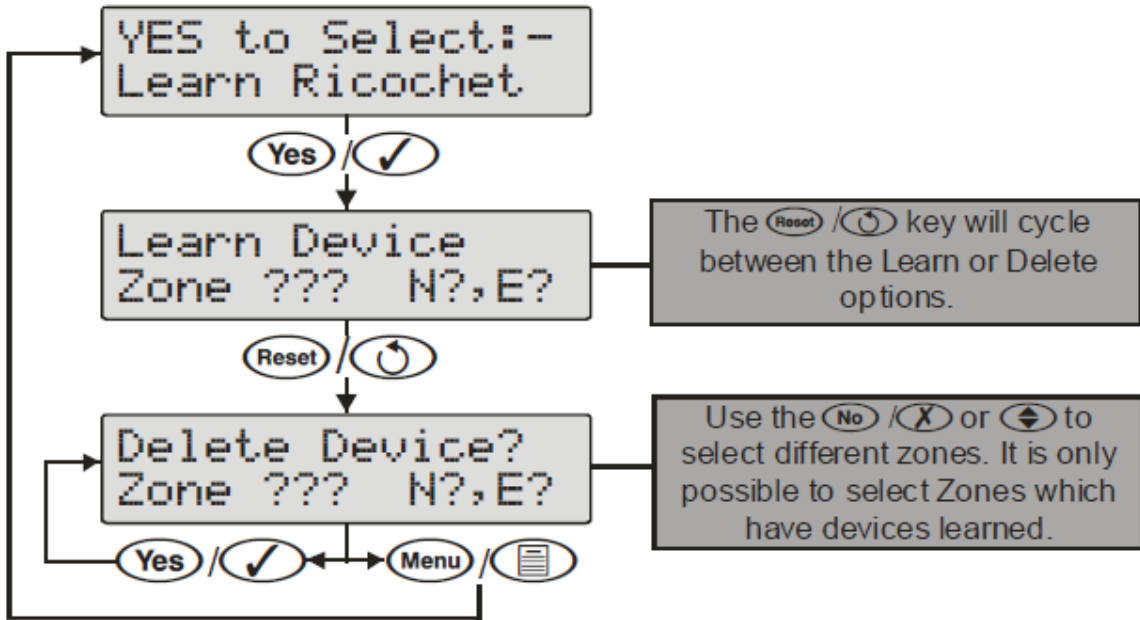 YES to Select:-
Learn Ricochet
Yes /
Learn Device
Zone ??? N?,E?
The Reset / key will cycle
between the Learn or Delete
options.
Reset /
Delete Device?
Zone ??? N?,E?
Use the No / or to
select different zones. It is only
possible to select Zones which
have devices learned.
Yes / Menu /